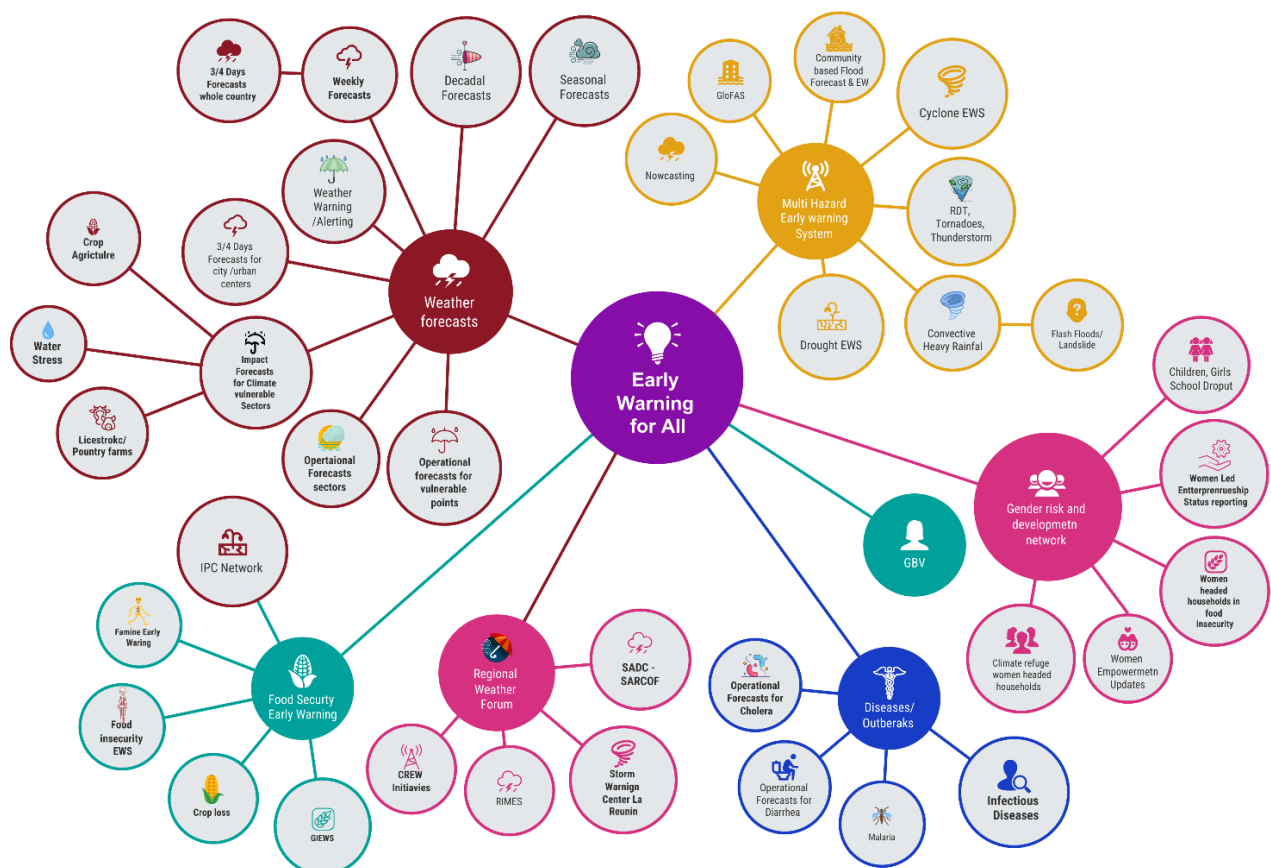 3/4 Days
Forecasts
whole country
Weekly
Forecasts
Decadal
Forecasts
Seasonal
Forecasts
Weather
Warning
/Alerting
3/4 Days
Forecasts for
city /urban
centers
Crop
Agrictulre
Water
Stress
Licestrokc/
Pountry farms
Impact
Forecasts
for Climate
vulnerable
Sectors
Weather
forecasts
Opertaional
Forecasts
sectors
Operational
forecasts for
vulnerable
points
GloFAS
Community
based Flood
Forecast & EW
Cyclone EWS
Nowcasting
Multi Hazard
Early warning
System
RDT,
Tornadoes,
Thunderstorm
Drought EWS
Convective
Heavy Rainfal
Flash Floods/
Landslide
Early
Warning
for All
Children, Girls
School Droput
Women Led
Entterprenrueship
Status reporting
Gender risk and
developmetn
network
Women
headed
households in
food
insecurity
Climate refuge
women headed
households
Women
Empowermetn
Updates
GBV
IPC Network
Famine Early
Waring
Food
insecurity
EWS
Food Securty
Early Warning
Crop loss
GIEWS
Regional
Weather
Forum
SADC -
SARCOF
CREW
Initiavies
RIMES
Storm
Warnign
Center La
Reunin
Operational
Forecasts for
Cholera
Diseases/
Outberaks
Operational
Forecasts for
Diarrhea
Malaria
Infectious
Diseases